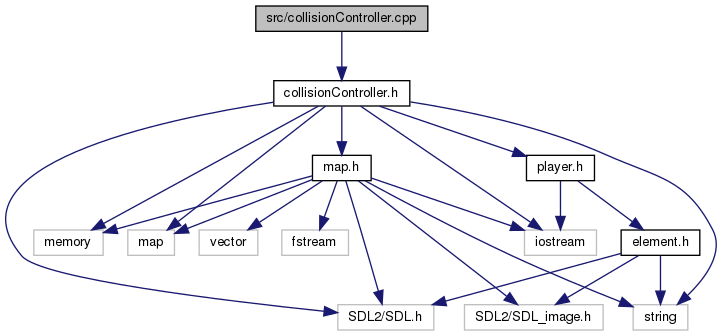 src/collisionController.cpp
collisionController.h
map.h
player.h
memory
map
vector
fstream
iostream
element.h
SDL2/SDL.h
SDL2/SDL_image.h
string